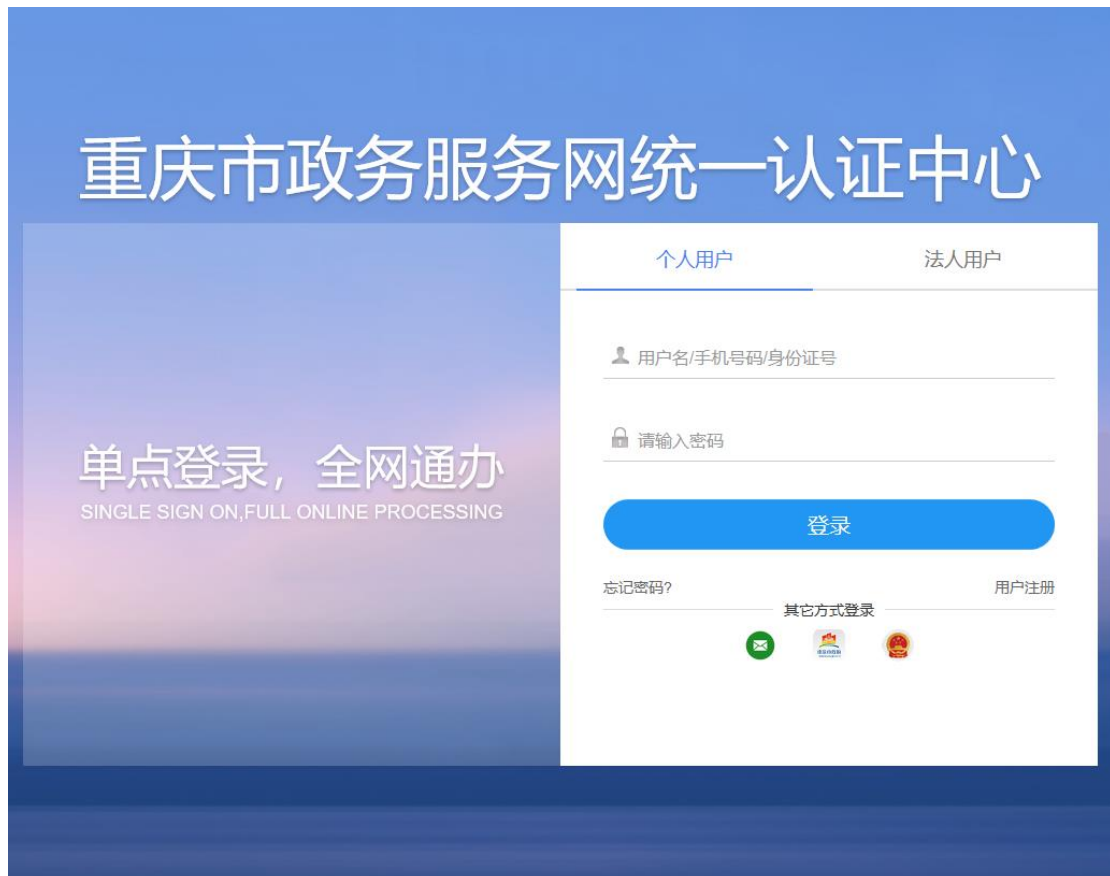 重庆市政务服务网统一认证中心
单点登录，全网通办
SINGLE SIGN ON,FULL ONLINE PROCESSING
个人用户 法人用户
用户名/手机号码/身份证号
请输入密码
登录
忘记密码? 用户注册
其它方式登录